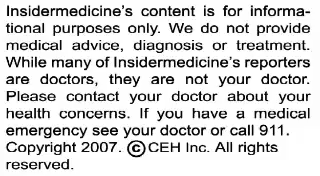 Insidermedicine's content is for informa-
tional purposes only. We do not provide
medical advice, diagnosis or treatment.
While many of Insidermedicine's reporters
are doctors, they are not your doctor.
Please contact your doctor about your
health concerns. If you have a medical
emergency see your doctor or call 911.
Copyright 2007. ©CEH Inc. All rights
reserved.